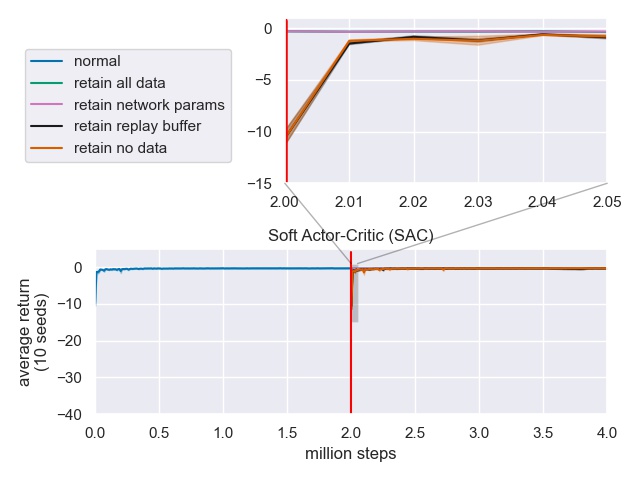 normal
retain all data
retain network params
retain replay buffer
retain no data
0
−5
−10
−15
2.00 2.01 2.02 2.03 2.04 2.05
Soft Actor-Critic (SAC)
average return
(10 seeds)
0
−10
−20
−30
−40
0.0 0.5 1.0 1.5 2.0 2.5 3.0 3.5 4.0
million steps